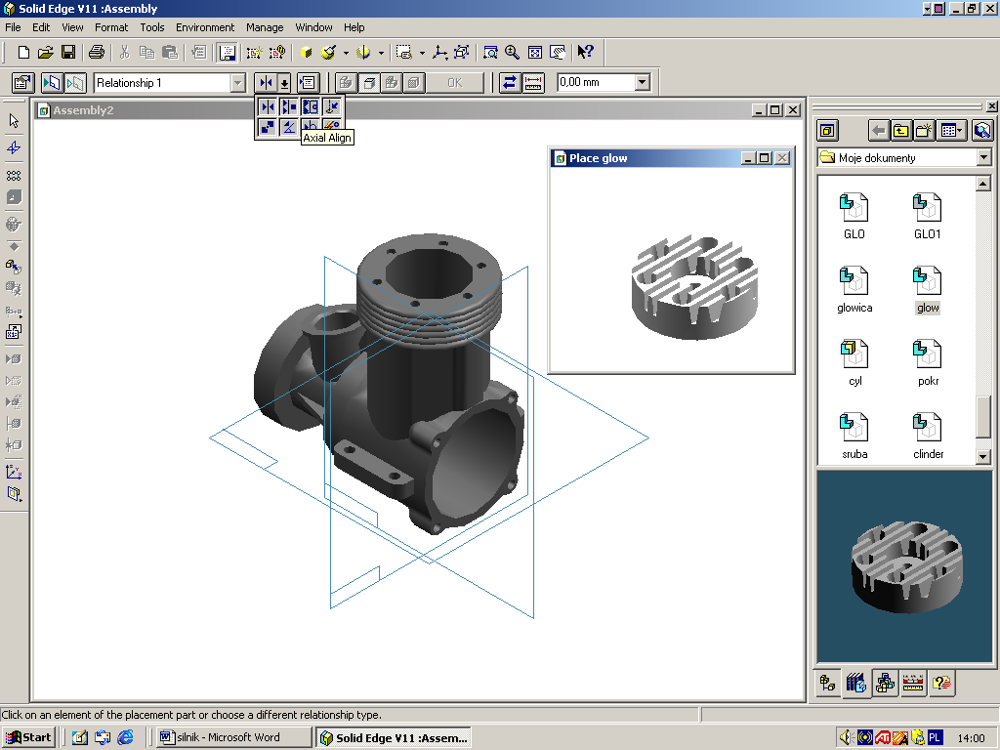 Solid Edge V11 :Assembly
File Edit View Format Tools Environment Manage Window Help
Relationship 1
OK
0,00 mm
Assembly2
Axial Align
Place glow
Moje dokumenty
GLO GLO1
glowica glow
cyl pokr
sruba clinder
Click on an element of the placement part or choose a different relationship type.
Start
silnik - Microsoft Word
Solid Edge V11 :Assem...
PL
14:00